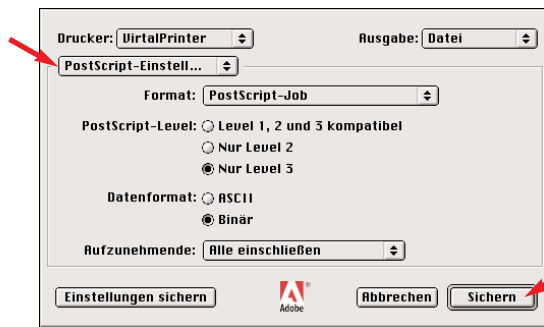 Drucker: VirtalPrinter Ausgabe: Datei
PostScript-Einstell...
Format: PostScript-Job
PostScript-Level: Level 1, 2 und 3 kompatibel
Nur Level 2
Nur Level 3
Datenformat: ASCII
Binär
Aufzunehmende: Alle einschließen
Einstellungen sichern Adobe ® Abbrechen Sichern